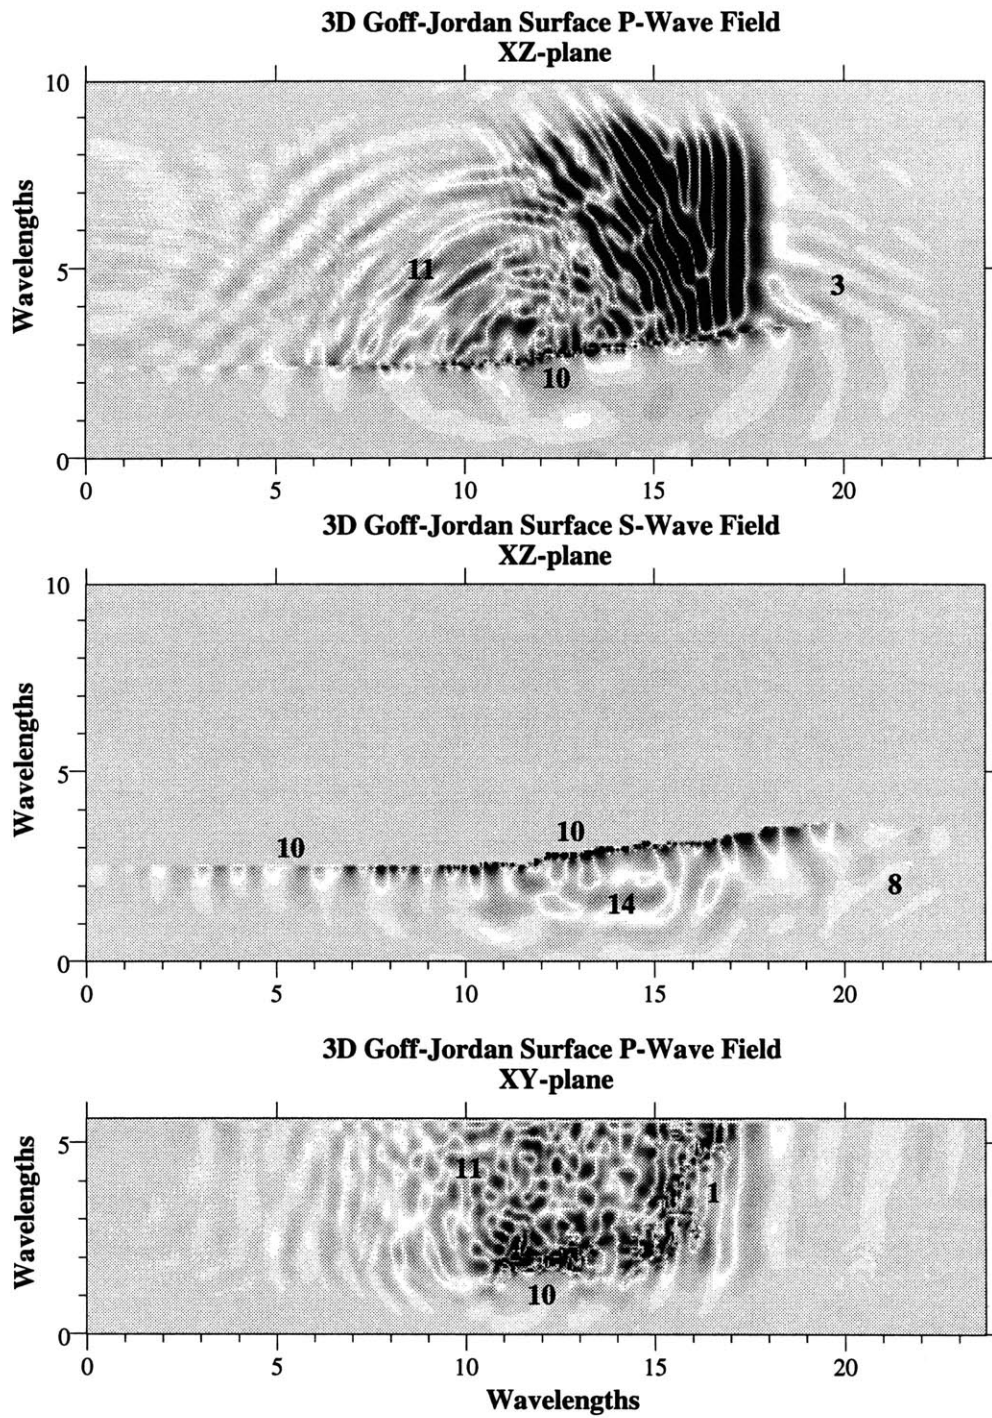 3D Goff-Jordan Surface P-Wave Field
XZ-plane
10
Wavelengths
5
11
3
10
0
0 5 10 15 20
3D Goff-Jordan Surface S-Wave Field
XZ-plane
10
Wavelengths
5
10 10
8
14
0
0 5 10 15 20
3D Goff-Jordan Surface P-Wave Field
XY-plane
5
Wavelengths
11
1
10
0
0 5 10 15 20
Wavelengths